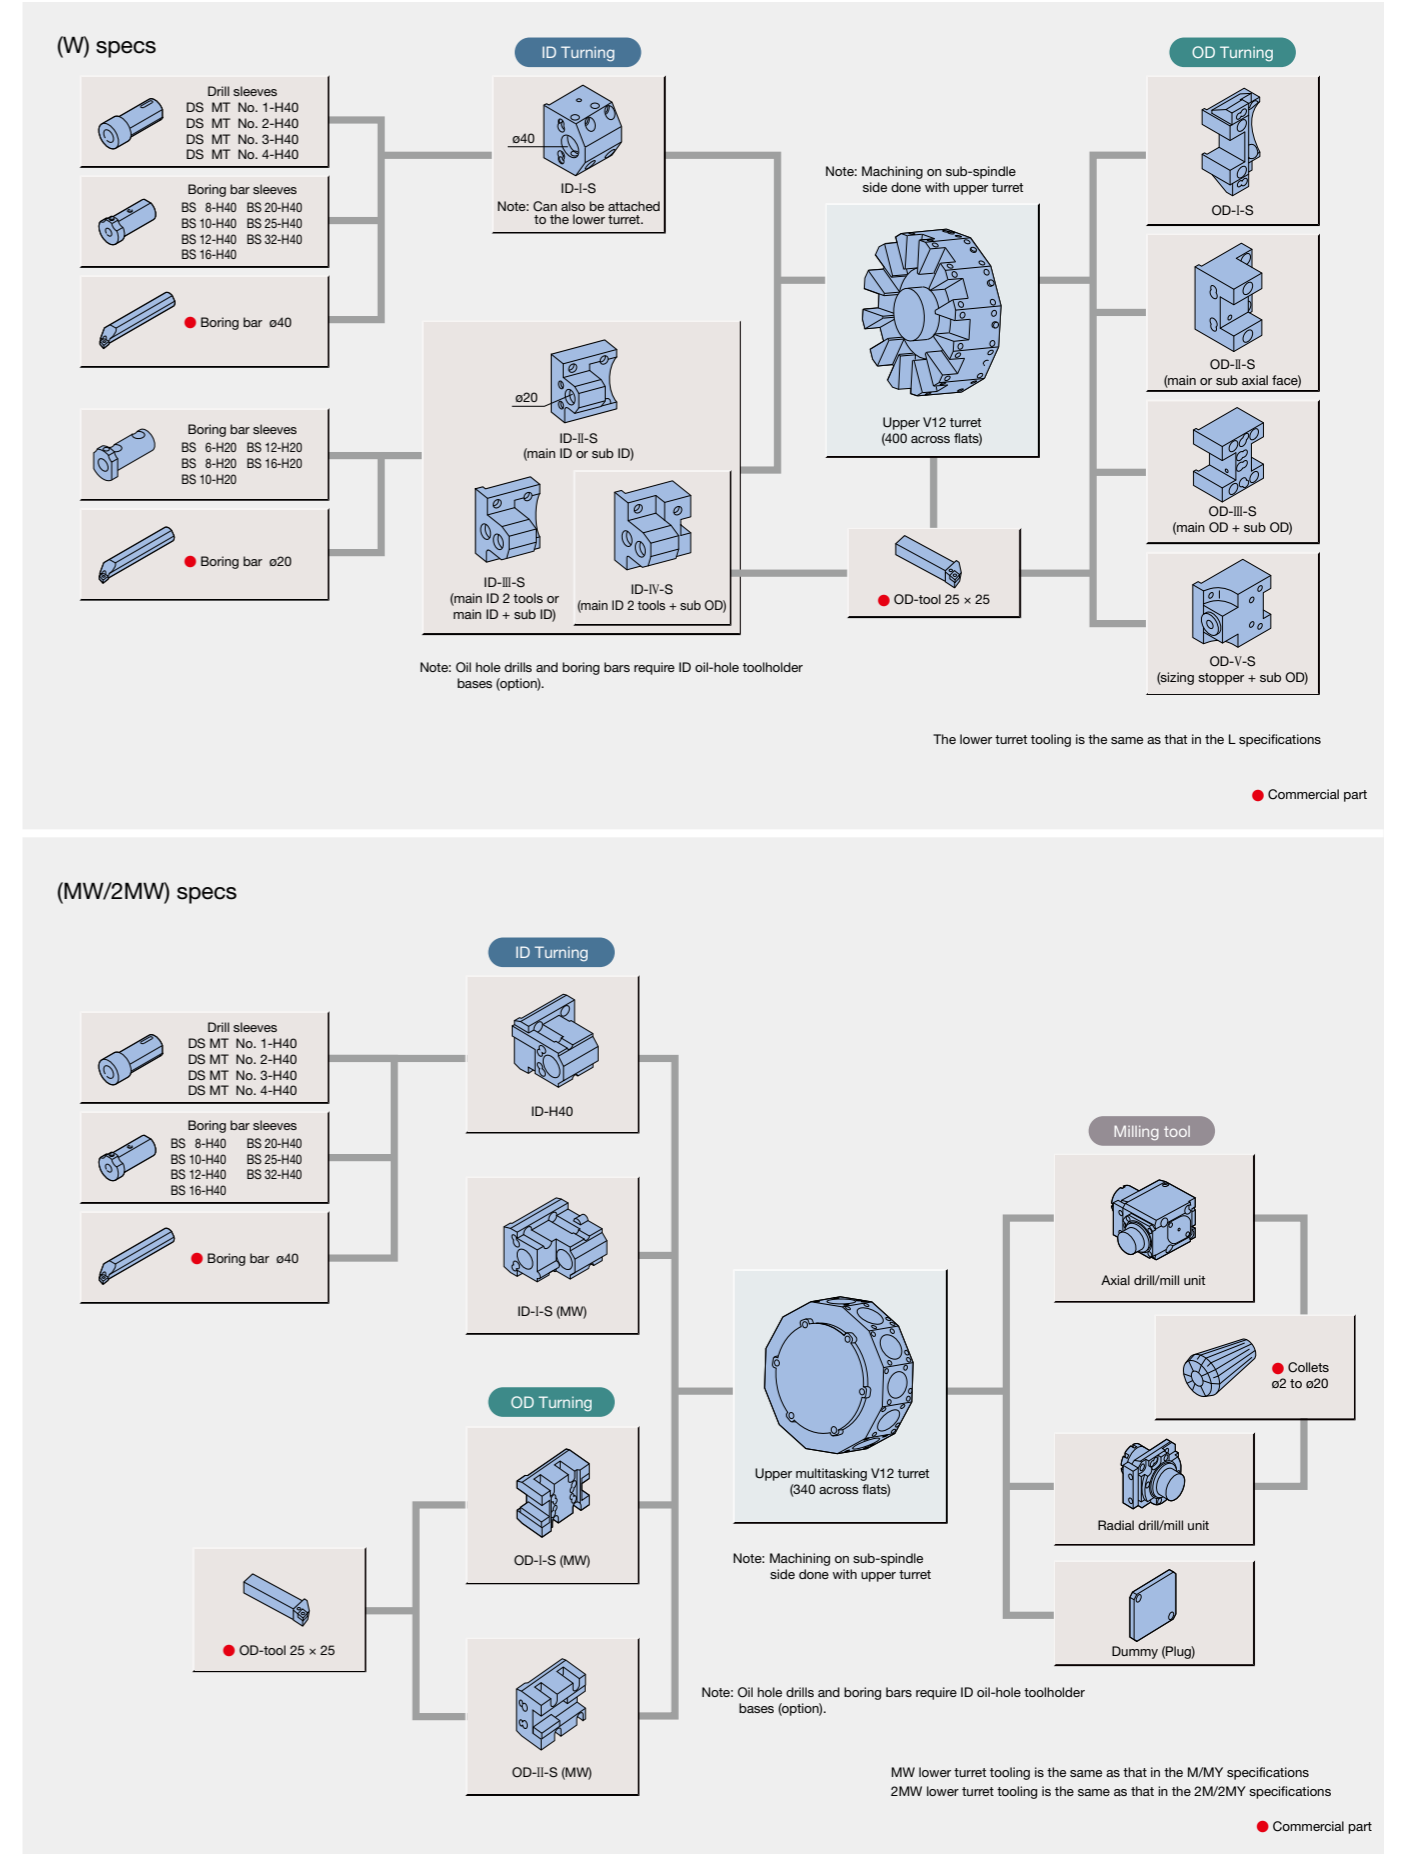 (W) specs
ID Turning
OD Turning
Drill sleeves
DS MT No. 1-H40
DS MT No. 2-H40
DS MT No. 3-H40
DS MT No. 4-H40
Boring bar sleeves
BS 8-H40 BS 20-H40
BS 10-H40 BS 25-H40
BS 12-H40 BS 32-H40
BS 16-H40
Boring bar ø40
ø40
ID-I-S
Note: Can also be attached
to the lower turret.
Boring bar sleeves
BS 6-H20 BS 12-H20
BS 8-H20 BS 16-H20
BS 10-H20
Boring bar ø20
ø20
ID-II-S
(main ID or sub ID)
ID-III-S
(main ID 2 tools or
main ID + sub ID)
ID-IV-S
(main ID 2 tools + sub OD)
Note: Oil hole drills and boring bars require ID oil-hole toolholder
bases (option).
Note: Machining on sub-spindle
side done with upper turret
Upper V12 turret
(400 across flats)
OD-tool 25 × 25
OD-I-S
OD-II-S
(main or sub axial face)
OD-III-S
(main OD + sub OD)
OD-V-S
(sizing stopper + sub OD)
The lower turret tooling is the same as that in the L specifications
Commercial part
(MW/2MW) specs
ID Turning
Drill sleeves
DS MT No. 1-H40
DS MT No. 2-H40
DS MT No. 3-H40
DS MT No. 4-H40
Boring bar sleeves
BS 8-H40 BS 20-H40
BS 10-H40 BS 25-H40
BS 12-H40 BS 32-H40
BS 16-H40
Boring bar ø40
ID-H40
ID-I-S (MW)
OD Turning
OD-I-S (MW)
OD-tool 25 × 25
OD-II-S (MW)
Upper multitasking V12 turret
(340 across flats)
Note: Machining on sub-spindle
side done with upper turret
Milling tool
Axial drill/mill unit
Collets
ø2 to ø20
Radial drill/mill unit
Dummy (Plug)
Note: Oil hole drills and boring bars require ID oil-hole toolholder
bases (option).
MW lower turret tooling is the same as that in the M/MY specifications
2MW lower turret tooling is the same as that in the 2M/2MY specifications
Commercial part